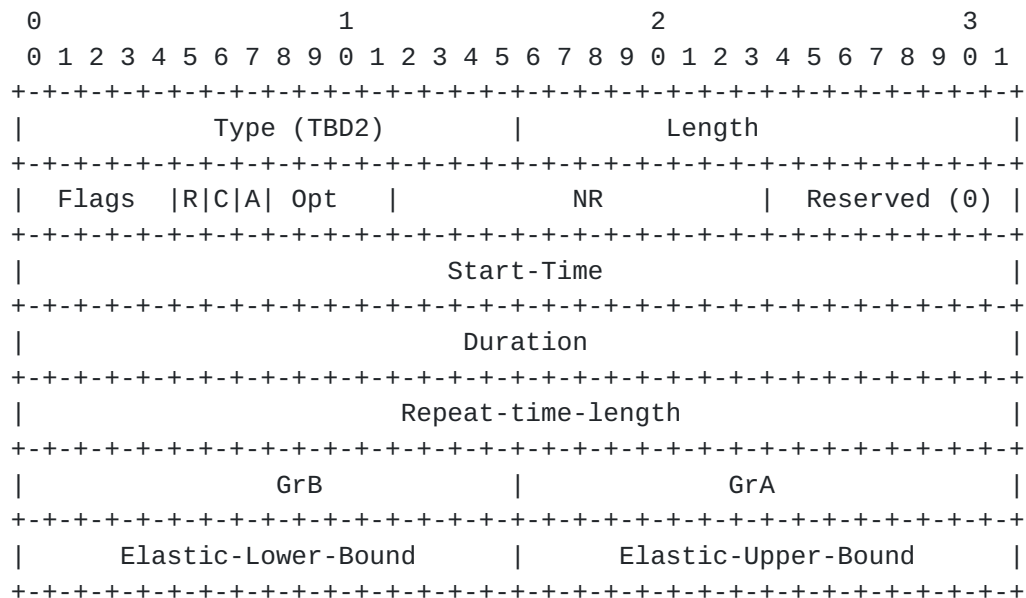 0                   1                   2                   3
 0 1 2 3 4 5 6 7 8 9 0 1 2 3 4 5 6 7 8 9 0 1 2 3 4 5 6 7 8 9 0 1
+-+-+-+-+-+-+-+-+-+-+-+-+-+-+-+-+-+-+-+-+-+-+-+-+-+-+-+-+-+-+-+-+
|            Type (TBD2)        |         Length                |
+-+-+-+-+-+-+-+-+-+-+-+-+-+-+-+-+-+-+-+-+-+-+-+-+-+-+-+-+-+-+-+-+
|  Flags  |R|C|A| Opt   |           NR          |  Reserved (0) |
+-+-+-+-+-+-+-+-+-+-+-+-+-+-+-+-+-+-+-+-+-+-+-+-+-+-+-+-+-+-+-+-+
|                           Start-Time                          |
+-+-+-+-+-+-+-+-+-+-+-+-+-+-+-+-+-+-+-+-+-+-+-+-+-+-+-+-+-+-+-+-+
|                            Duration                           |
+-+-+-+-+-+-+-+-+-+-+-+-+-+-+-+-+-+-+-+-+-+-+-+-+-+-+-+-+-+-+-+-+
|                        Repeat-time-length                     |
+-+-+-+-+-+-+-+-+-+-+-+-+-+-+-+-+-+-+-+-+-+-+-+-+-+-+-+-+-+-+-+-+
|                GrB            |             GrA               |
+-+-+-+-+-+-+-+-+-+-+-+-+-+-+-+-+-+-+-+-+-+-+-+-+-+-+-+-+-+-+-+-+
|      Elastic-Lower-Bound      |      Elastic-Upper-Bound      |
+-+-+-+-+-+-+-+-+-+-+-+-+-+-+-+-+-+-+-+-+-+-+-+-+-+-+-+-+-+-+-+-+